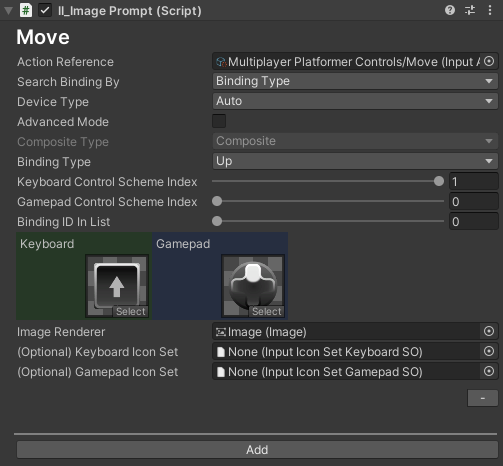 II_Image Prompt (Script)
Move
Action Reference Multiplayer Platformer Controls/Move (Input A
Search Binding By Binding Type
Device Type Auto
Advanced Mode
Composite Type Composite
Binding Type Up
Keyboard Control Scheme Index 1
Gamepad Control Scheme Index 0
Binding ID In List 0
Keyboard Gamepad
Select Select
Image Renderer Image (Image)
(Optional) Keyboard Icon Set None (Input Icon Set Keyboard SO)
(Optional) Gamepad Icon Set None (Input Icon Set Gamepad SO)
-
Add